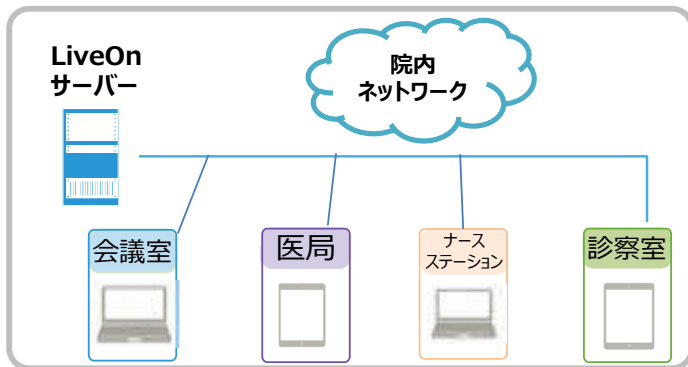 LiveOn
サーバー
院内
ネットワーク
会議室
医局
ナース
ステーション
診察室